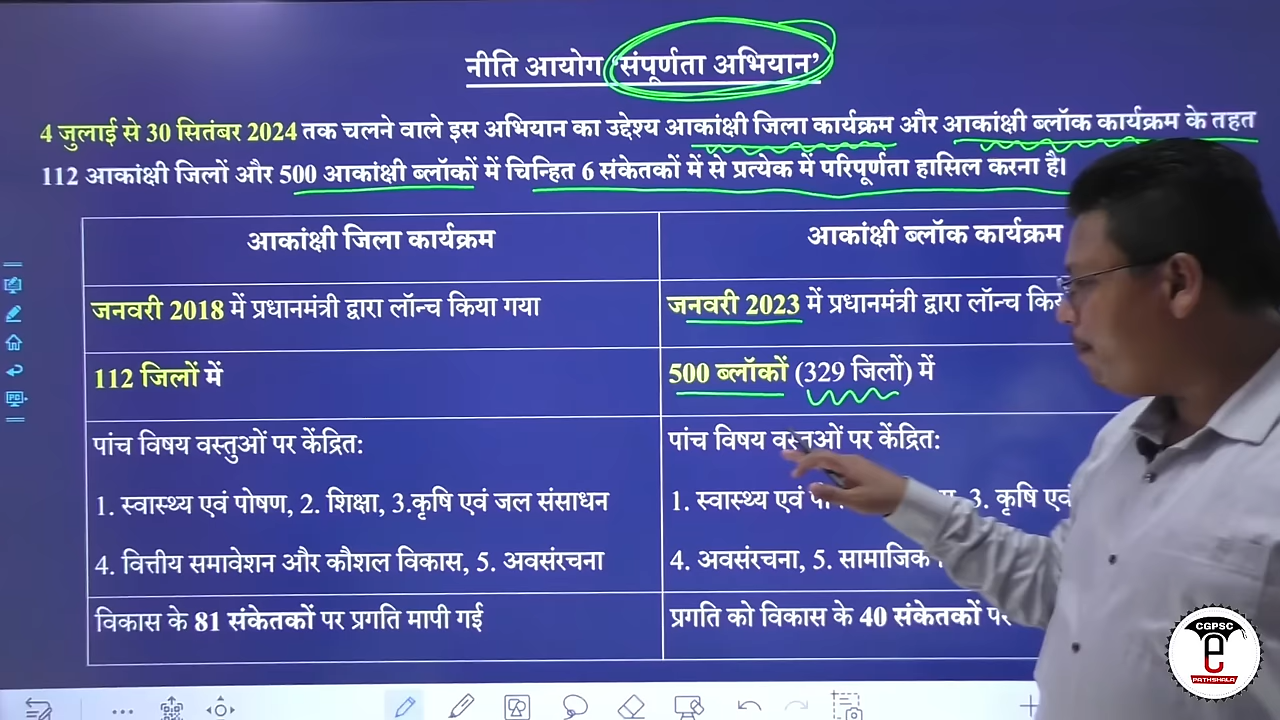 नीति आयोग 'संपूर्णता अभियान'
4 जुलाई से 30 सितंबर 2024 तक चलने वाले इस अभियान का उद्देश्य आकांक्षी जिला कार्यक्रम और आकांक्षी ब्लॉक कार्यक्रम के तहत
112 आकांक्षी जिलों और 500 आकांक्षी ब्लॉकों में चिन्हित 6 संकेतकों में से प्रत्येक में परिपूर्णता हासिल करना है।
आकांक्षी जिला कार्यक्रम
आकांक्षी ब्लॉक कार्यक्रम
जनवरी 2018 में प्रधानमंत्री द्वारा लॉन्च किया गया
जनवरी 2023 में प्रधानमंत्री द्वारा लॉन्च
112 जिलों में
500 ब्लॉकों (329 जिलों) में
पांच विषय वस्तुओं पर केंद्रित:
1. स्वास्थ्य एवं पोषण, 2. शिक्षा, 3.कृषि एवं जल संसाधन
4. वित्तीय समावेशन और कौशल विकास, 5. अवसंरचना
पांच विषय वस्तुओं पर केंद्रित:
1. स्वास्थ्य एवं 3. कृषि एवं
4. अवसंरचना, 5. सामाजिक
विकास के 81 संकेतकों पर प्रगति मापी गई
प्रगति को विकास के 40 संकेतकों
CGPSC
e
PATHSHALA